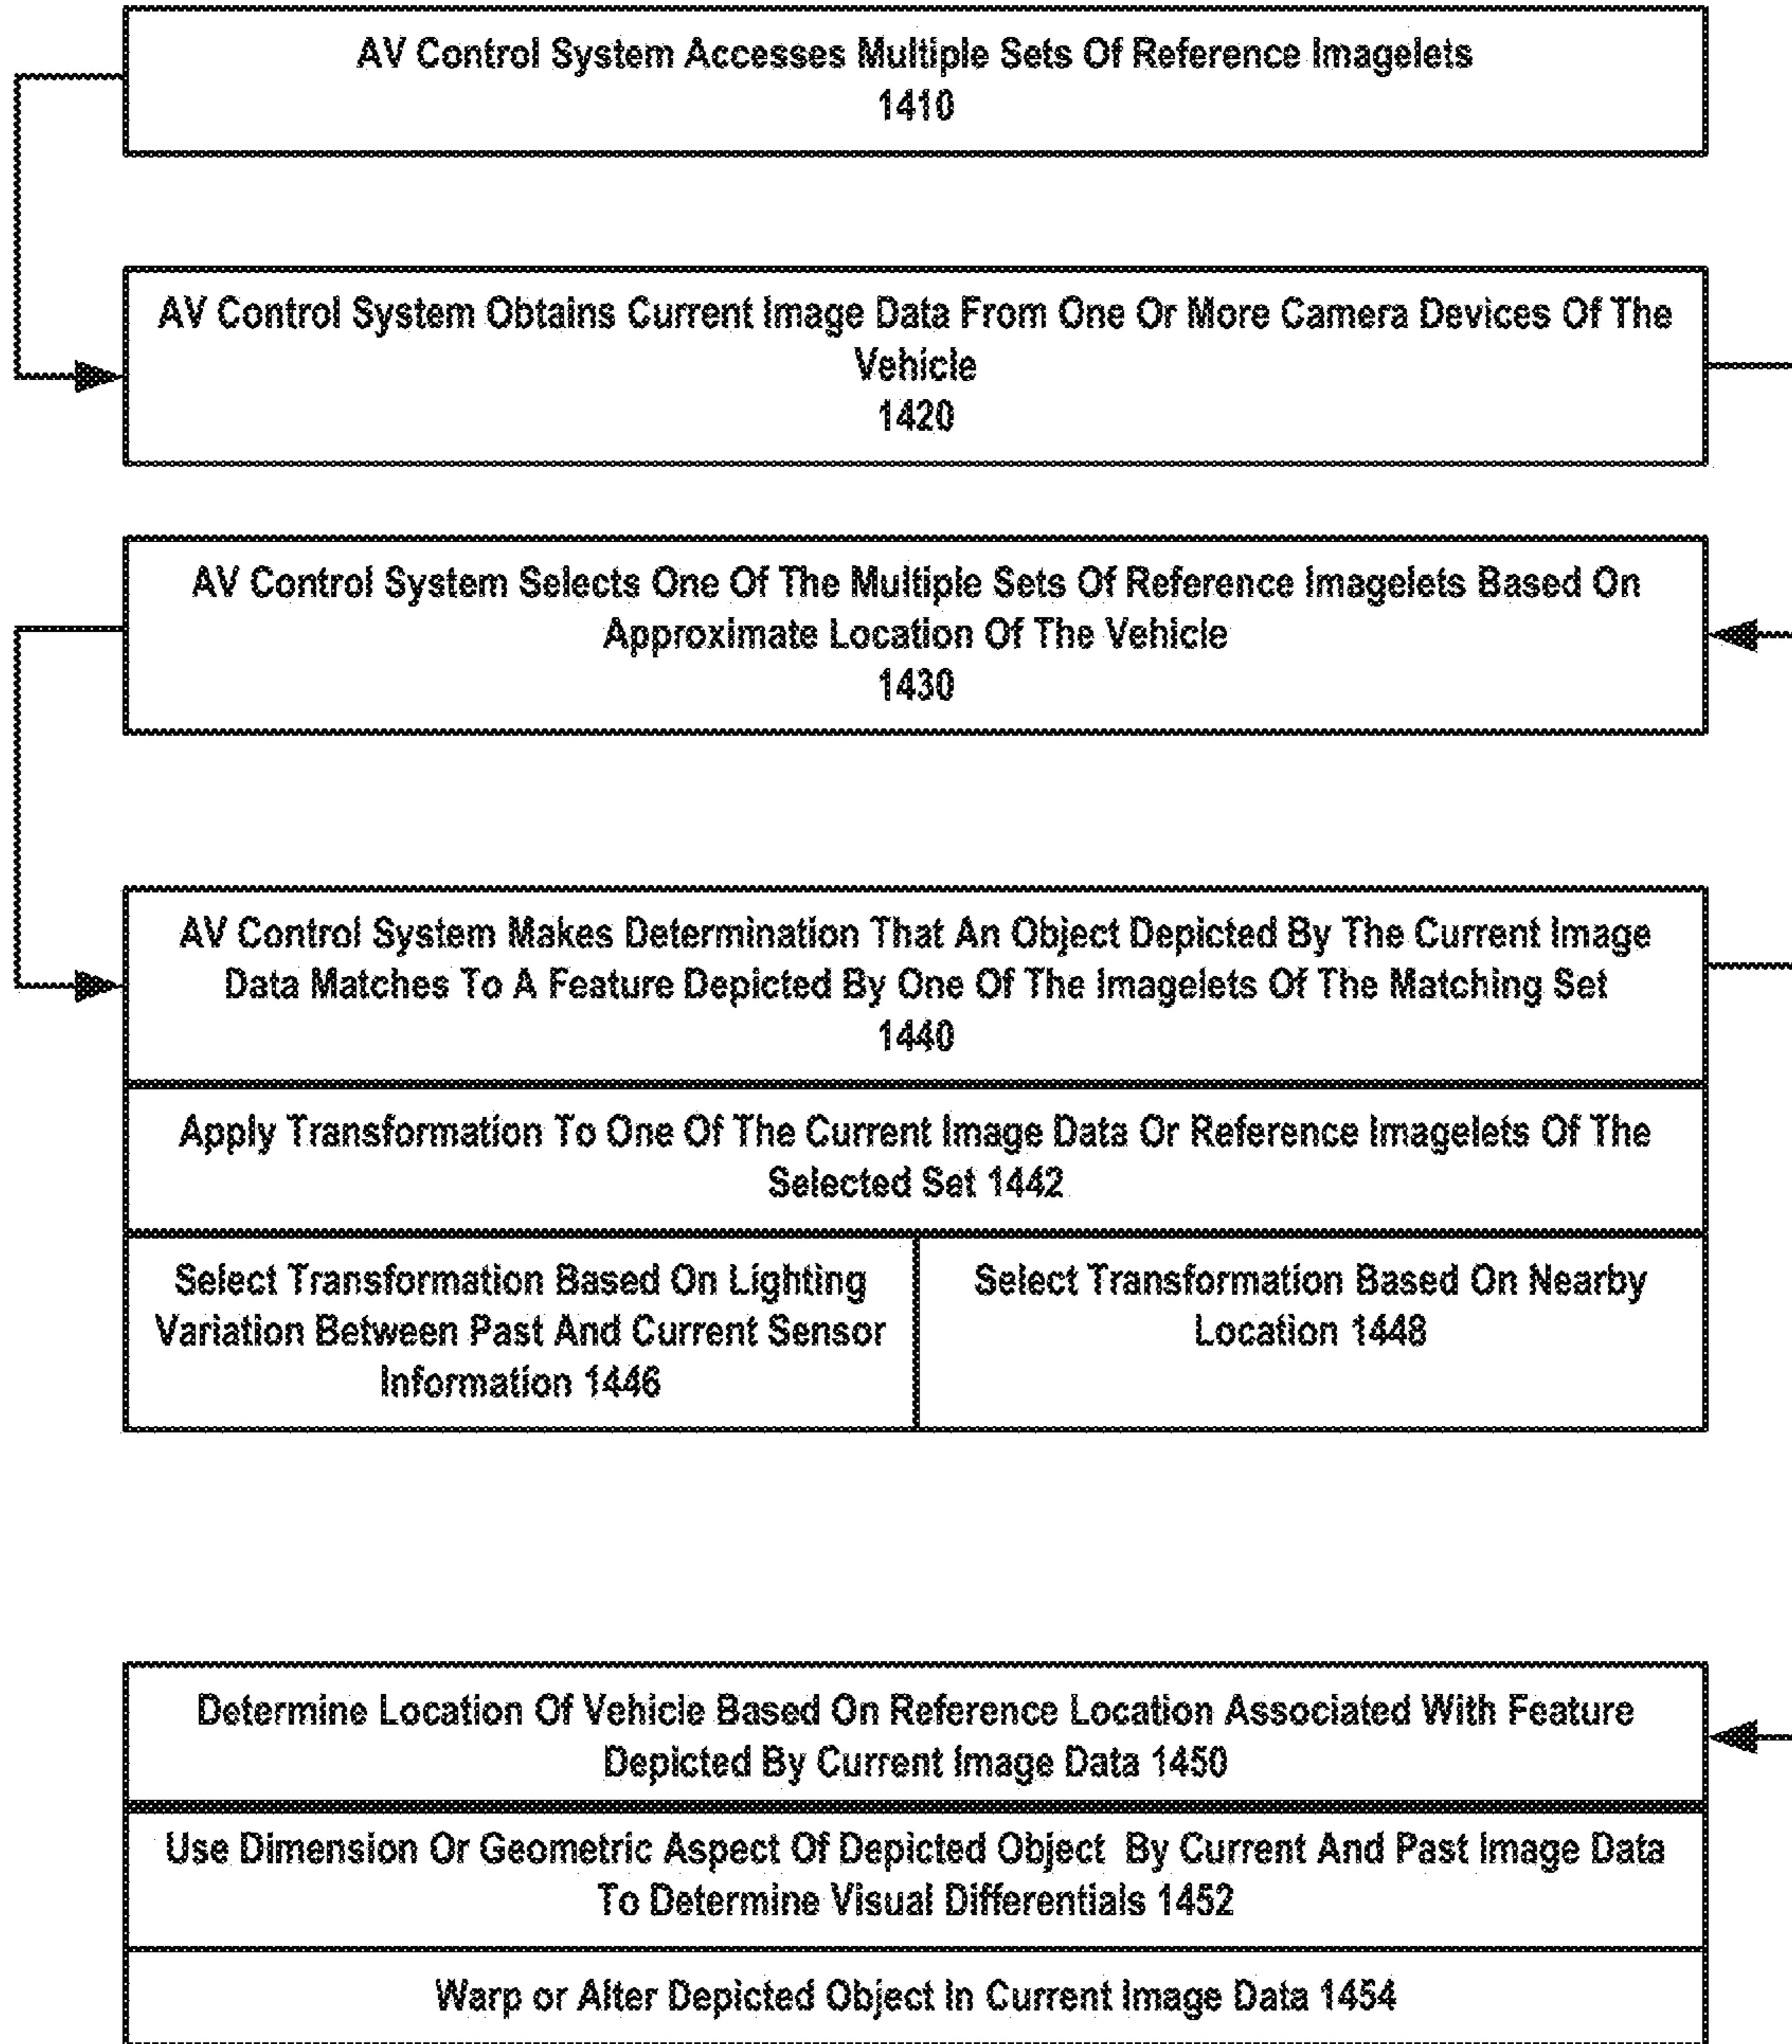 AV Control System Accesses Multiple Sets Of Reference Imagelets
1410
AV Control System Obtains Current Image Data From One Or More Camera Devices Of The
Vehicle
1420
AV Control System Selects One Of The Multiple Sets Of Reference Imagelets Based On
Approximate Location Of The Vehicle
1430
AV Control System Makes Determination That An Object Depicted By The Current Image
Data Matches To A Feature Depicted By One Of The Imagelets Of The Matching Set
1440
Apply Transformation To One Of The Current Image Data Or Reference Imagelets Of The
Selected Set 1442
Select Transformation Based On Lighting
Variation Between Past And Current Sensor
Information 1446
Select Transformation Based On Nearby
Location 1448
Determine Location Of Vehicle Based On Reference Location Associated With Feature
Depicted By Current Image Data 1450
Use Dimension Or Geometric Aspect Of Depicted Object By Current And Past Image Data
To Determine Visual Differentials 1452
Warp or Alter Depicted Object In Current Image Data 1454